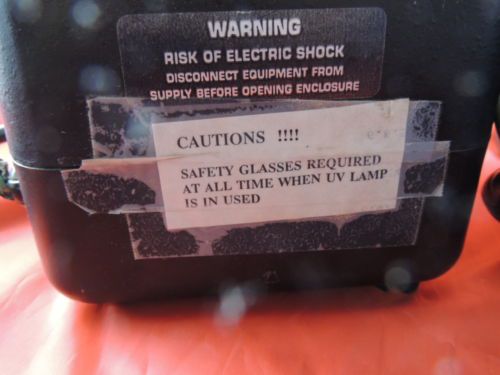 WARNING
RISK OF ELECTRIC SHOCK
DISCONNECT EQUIPMENT FROM
SUPPLY BEFORE OPENING ENCLOSURE
CAUTIONS !!!!
SAFETY GLASSES REQUIRED
AT ALL TIME WHEN UV LAMP
IS IN USED